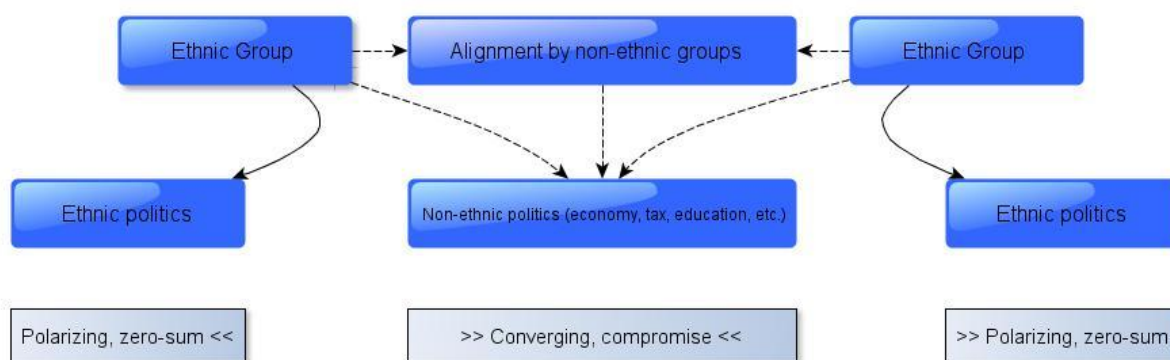 Ethnic Group
Alignment by non-ethnic groups
Ethnic Group
Ethnic politics
Non-ethnic politics (economy, tax, education, etc.)
Ethnic politics
Polarizing, zero-sum <<
>> Converging, compromise <<
>> Polarizing, zero-sum